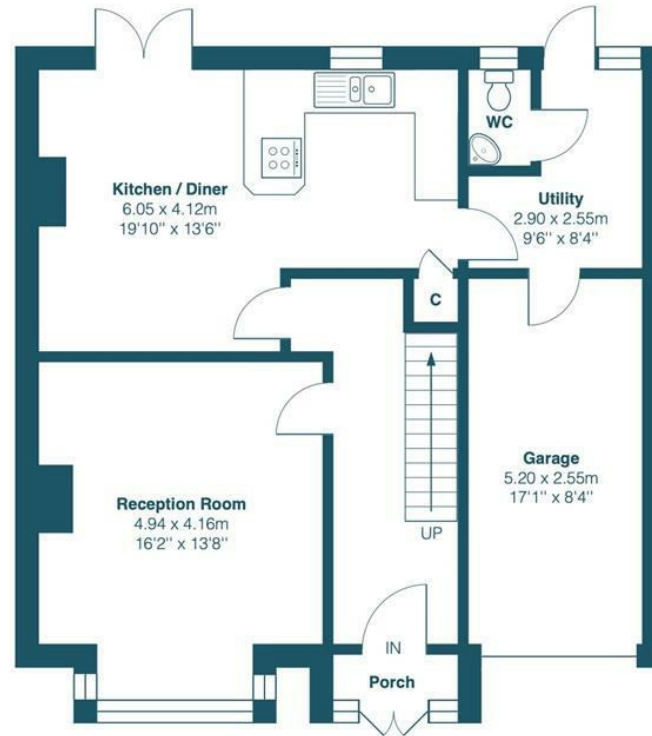 WC
Kitchen / Diner
6.05 x 4.12m
19'10'' x 13'6''
Utility
2.90 x 2.55m
9'6'' x 8'4''
C
Garage
5.20 x 2.55m
17'1'' x 8'4''
Reception Room
4.94 x 4.16m
16'2'' x 13'8''
UP
IN
Porch